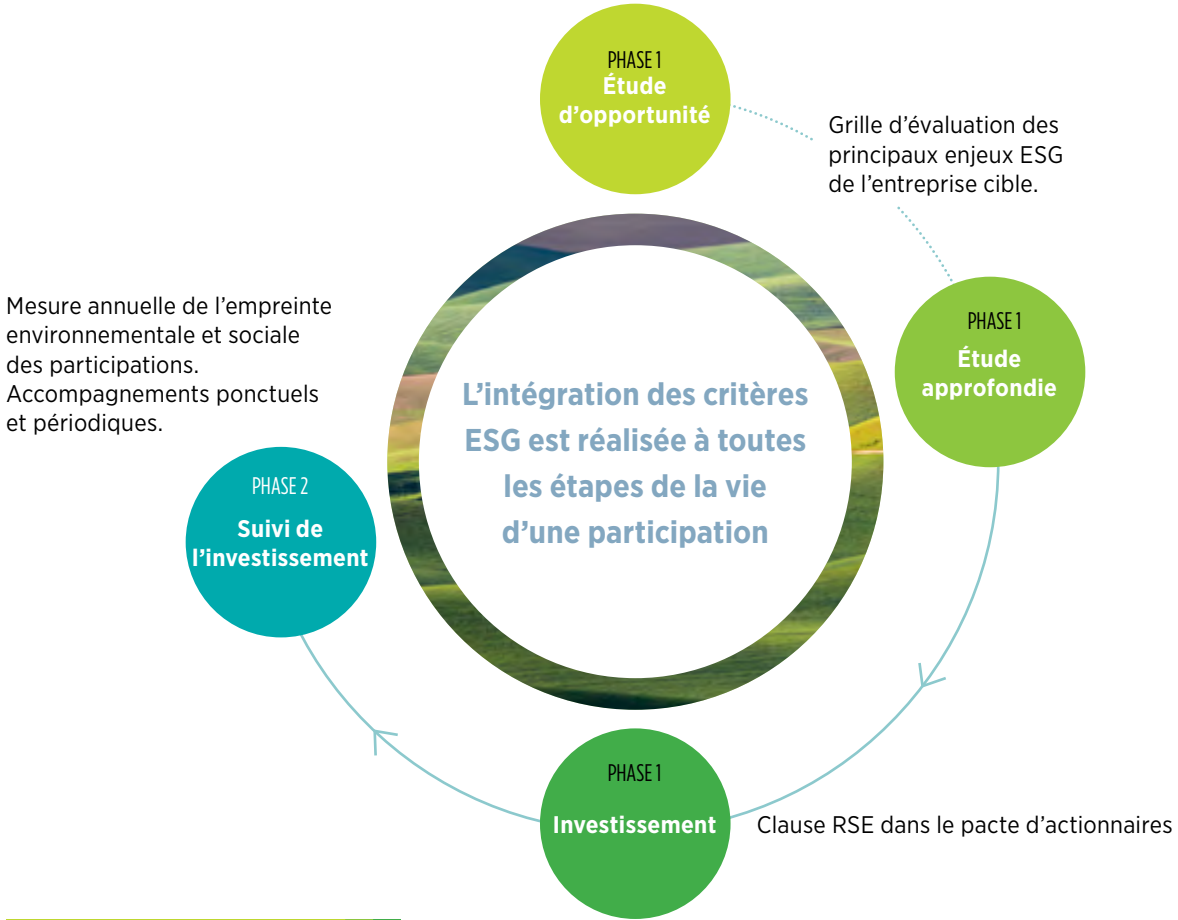 PHASE 1
Étude
d’opportunité
Grille d’évaluation des
principaux enjeux ESG
de l’entreprise cible.
PHASE 1
Étude
approfondie
Mesure annuelle de l’empreinte
environnementale et sociale
des participations.
Accompagnements ponctuels
et périodiques.
L’intégration des critères
ESG est réalisée à toutes
les étapes de la vie
d’une participation
PHASE 2
Suivi de
l’investissement
PHASE 1
Investissement
Clause RSE dans le pacte d’actionnaires